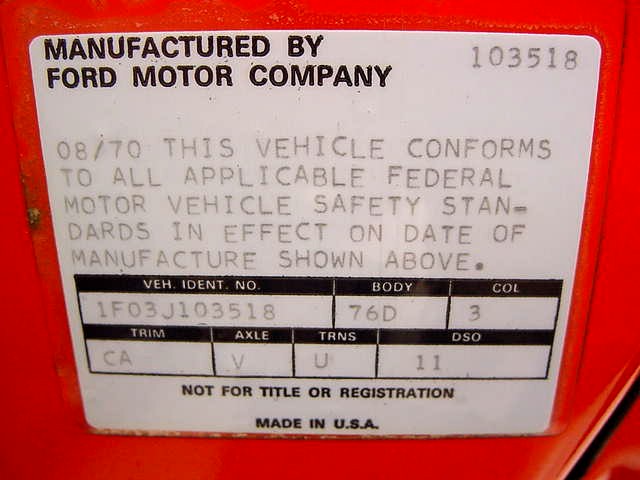 MANUFACTURED BY
FORD MOTOR COMPANY
103518
08/70 THIS VEHICLE CONFORMS
TO ALL APPLICABLE FEDERAL
MOTOR VEHICLE SAFETY STAN-
DARDS IN EFFECT ON DATE OF
MANUFACTURE SHOWN ABOVE.
VEH. IDENT. NO. BODY COL
1F03J103518 76D 3
TRIM AXLE TRNS DSO
CA V U 11
NOT FOR TITLE OR REGISTRATION
MADE IN U.S.A.